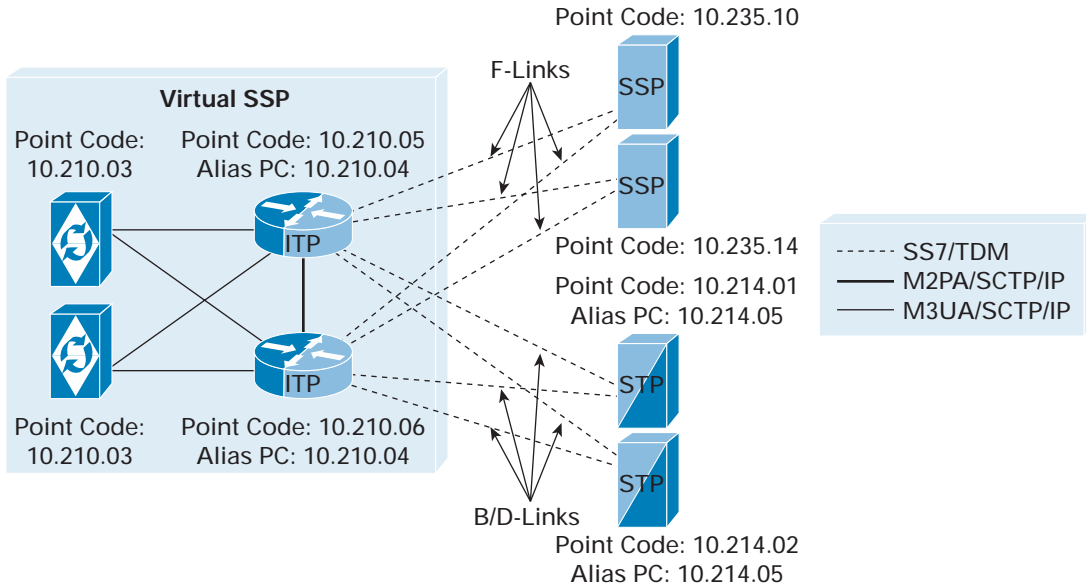 Point Code: 10.235.10
F-Links
SSP
Virtual SSP
Point Code:
10.210.03
Point Code: 10.210.05
Alias PC: 10.210.04
SSP
ITP
Point Code: 10.235.14
Point Code: 10.214.01
Alias PC: 10.214.05
SS7/TDM
M2PA/SCTP/IP
M3UA/SCTP/IP
ITP
STP
Point Code:
10.210.03
Point Code: 10.210.06
Alias PC: 10.210.04
STP
B/D-Links
Point Code: 10.214.02
Alias PC: 10.214.05